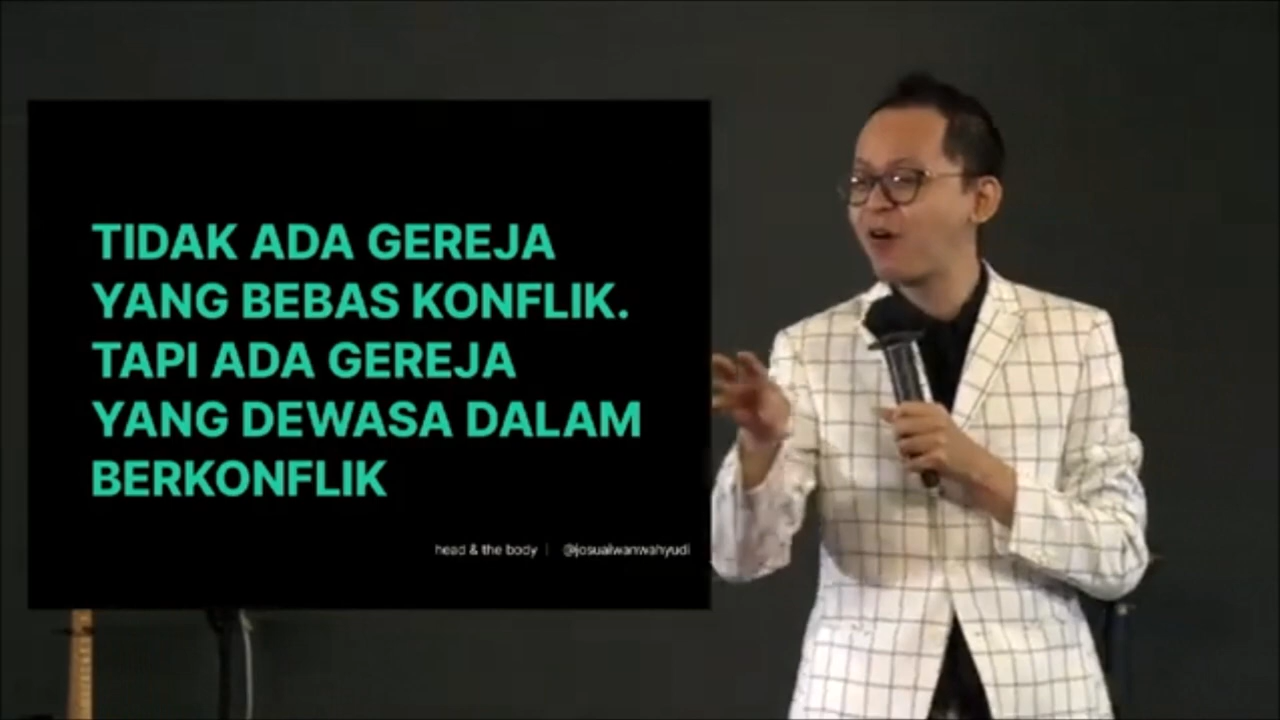 TIDAK ADA GEREJA
YANG BEBAS KONFLIK.
TAPI ADA GEREJA
YANG DEWASA DALAM
BERKONFLIK
head & the body | @josuaiwanwahyudi